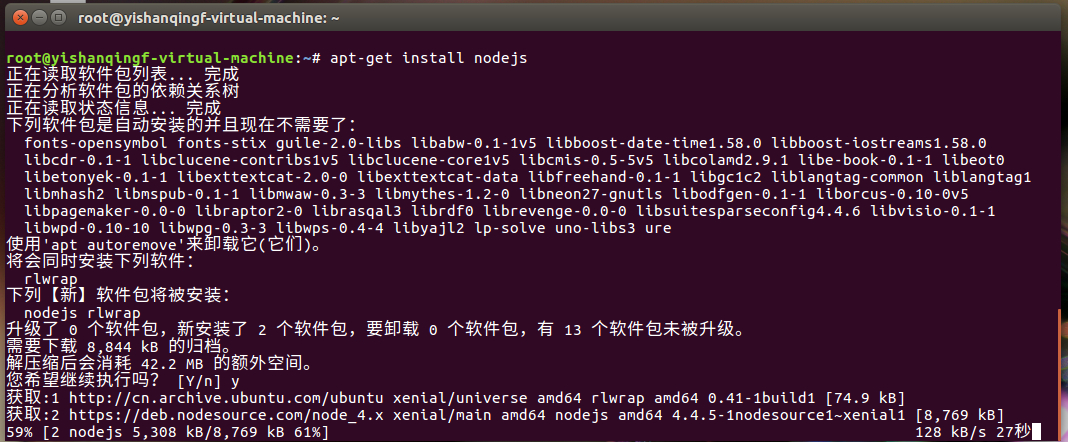 root@yishanqingf-virtual-machine: ~
root@yishanqingf-virtual-machine:~# apt-get install nodejs
正在读取软件包列表... 完成
正在分析软件包的依赖关系树
正在读取状态信息... 完成
下列软件包是自动安装的并且现在不需要了：
  fonts-opensymbol fonts-stix guile-2.0-libs libabw-0.1-1v5 libboost-date-time1.58.0 libboost-iostreams1.58.0
  libcdr-0.1-1 libclucene-contribs1v5 libclucene-core1v5 libcmis-0.5-5v5 libcolamd2.9.1 libe-book-0.1-1 libeot0
  libetonyek-0.1-1 libexttextcat-2.0-0 libexttextcat-data libfreehand-0.1-1 libgc1c2 liblangtag-common liblangtag1
  libmhash2 libmspub-0.1-1 libmwaw-0.3-3 libmythes-1.2-0 libneon27-gnutls libodfgen-0.1-1 liborcus-0.10-0v5
  libpagemaker-0.0-0 libraptor2-0 librasqal3 librdf0 librevenge-0.0-0 libsuitesparseconfig4.4.6 libvisio-0.1-1
  libwpd-0.10-10 libwpg-0.3-3 libwps-0.4-4 libyajl2 lp-solve uno-libs3 ure
使用'apt autoremove'来卸载它(它们)。
将会同时安装下列软件：
  rlwrap
下列【新】软件包将被安装：
  nodejs rlwrap
升级了 0 个软件包，新安装了 2 个软件包，要卸载 0 个软件包，有 13 个软件包未被升级。
需要下载 8,844 kB 的归档。
解压缩后会消耗 42.2 MB 的额外空间。
您希望继续执行吗？ [Y/n] y
获取:1 http://cn.archive.ubuntu.com/ubuntu xenial/universe amd64 rlwrap amd64 0.41-1build1 [74.9 kB]
获取:2 https://deb.nodesource.com/node_4.x xenial/main amd64 nodejs amd64 4.4.5-1nodesource1~xenial1 [8,769 kB]
59% [2 nodejs 5,308 kB/8,769 kB 61%] 128 kB/s 27秒